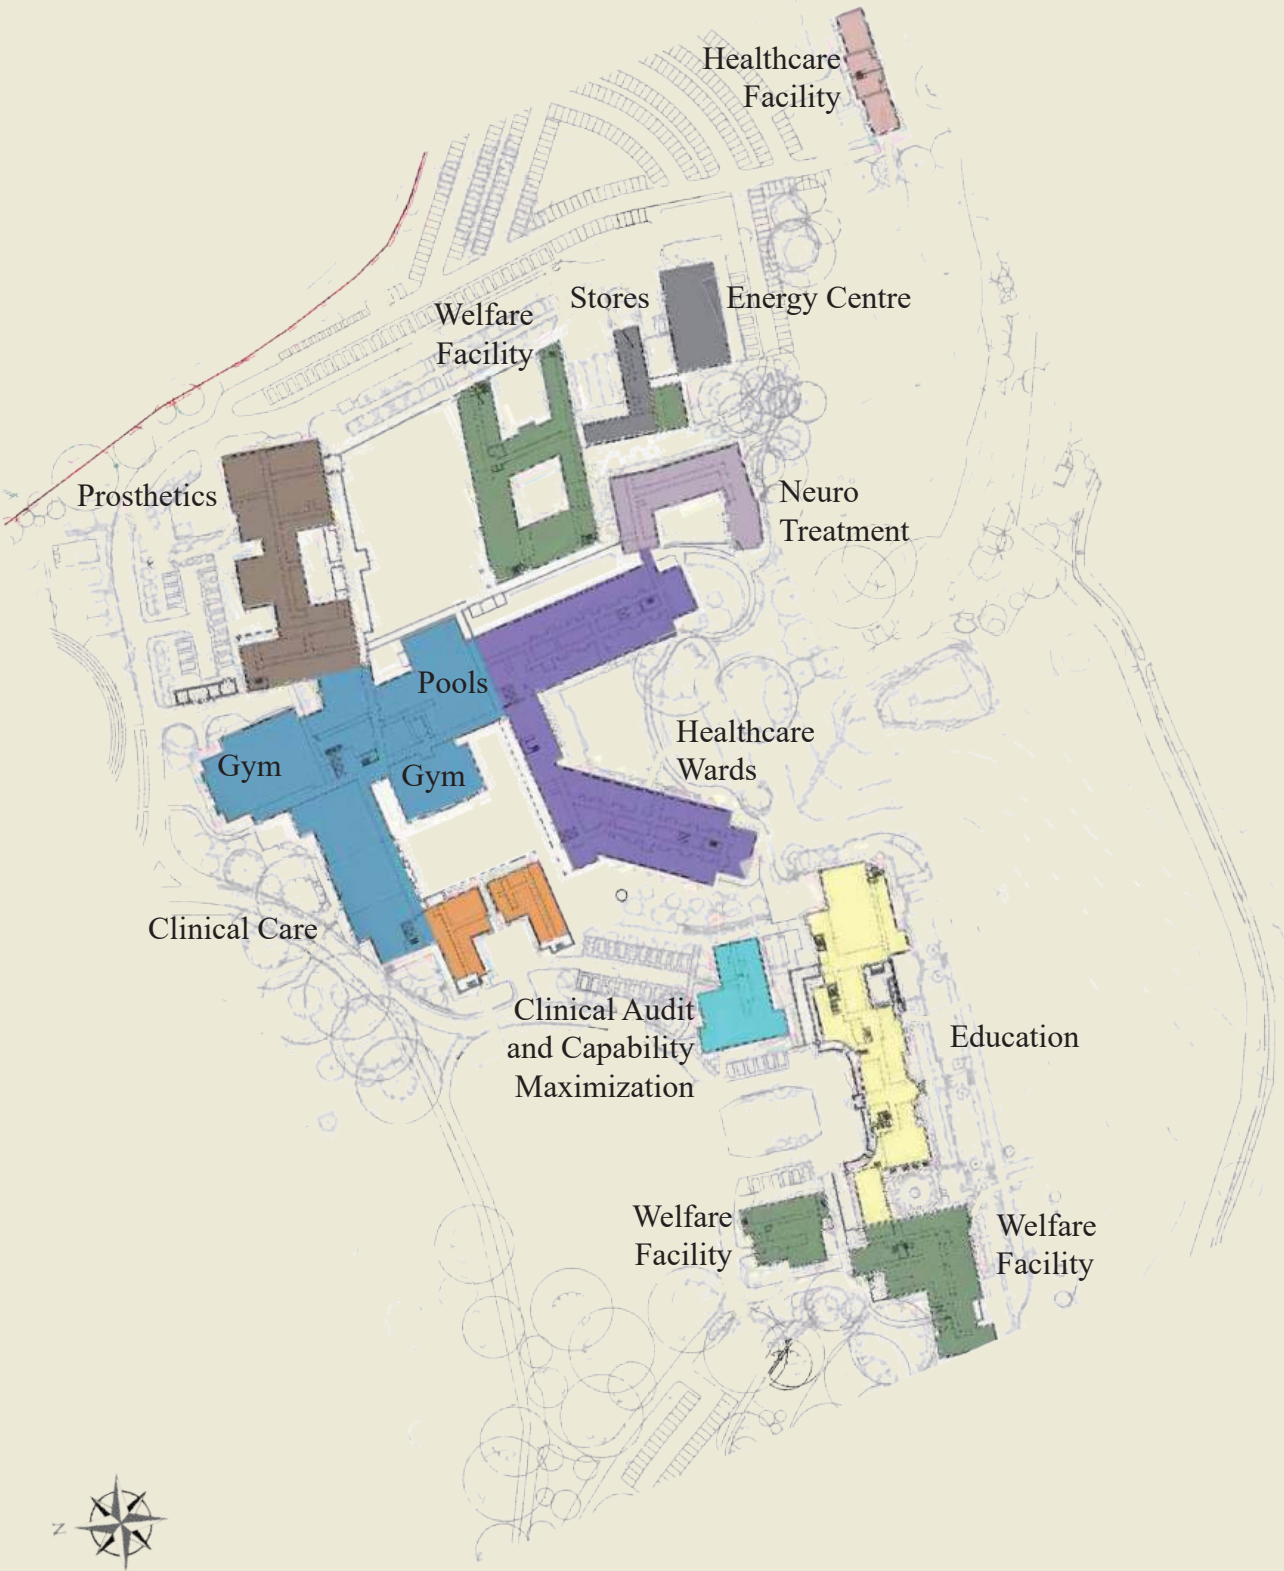 Healthcare
Facility
Stores
Energy Centre
Welfare
Facility
Prosthetics
Neuro
Treatment
Pools
Healthcare
Wards
Gym
Gym
Clinical Care
Clinical Audit
and Capability
Maximization
Education
Welfare
Facility
Welfare
Facility
N